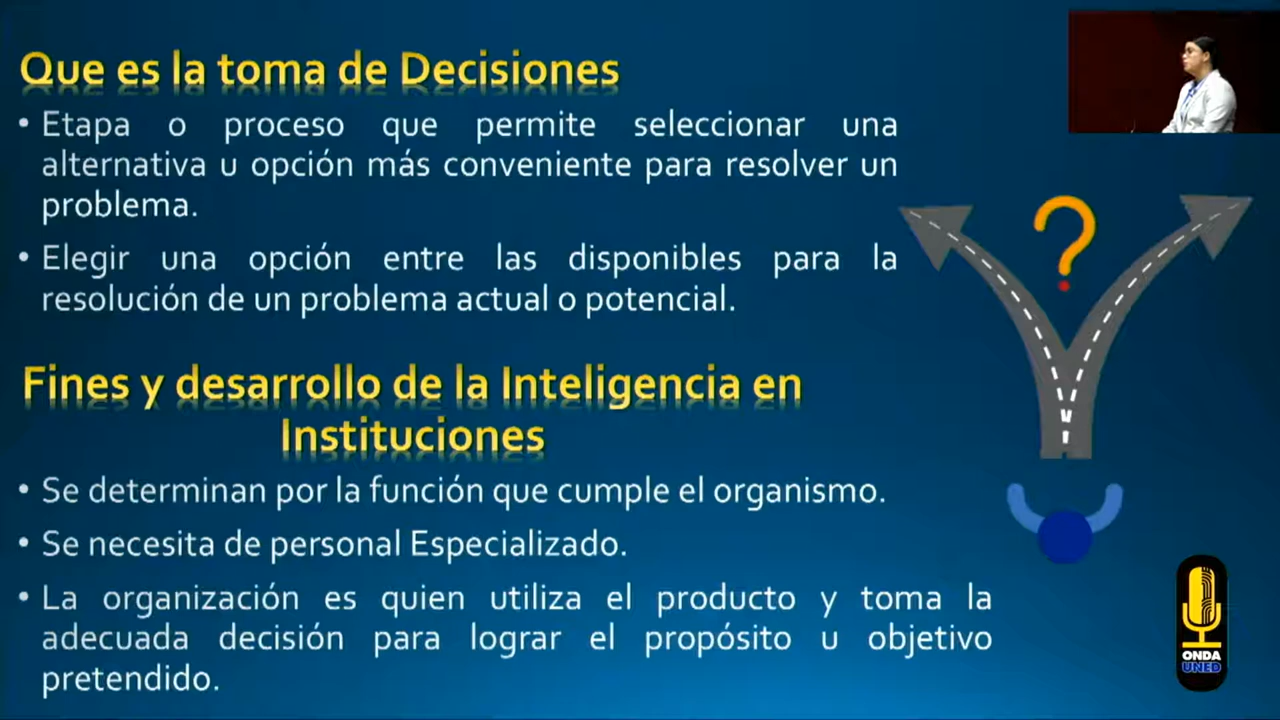 Que es la toma de Decisiones
• Etapa o proceso que permite seleccionar una
alternativa u opción más conveniente para resolver un
problema.
• Elegir una opción entre las disponibles para la
resolución de un problema actual o potencial.
Fines y desarrollo de la Inteligencia en
Instituciones
• Se determinan por la función que cumple el organismo.
• Se necesita de personal Especializado.
• La organización es quien utiliza el producto y toma la
adecuada decisión para lograr el propósito u objetivo
pretendido.
?
ONDA
UNED